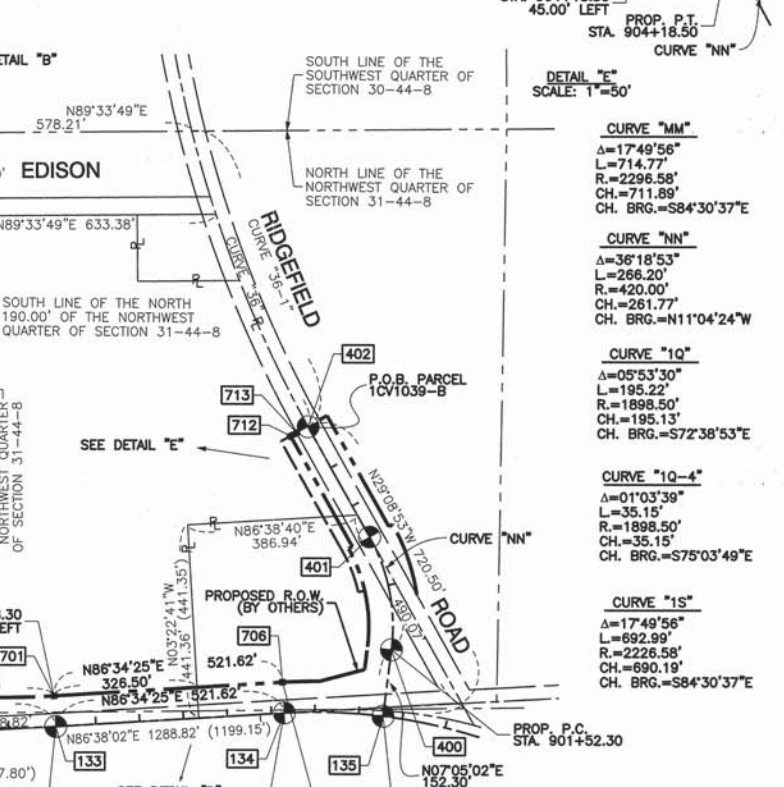 45.00' LEFT
PROP. P.T.
STA. 904+18.50
CURVE "NN"
ETAIL "B"
SOUTH LINE OF THE
SOUTHWEST QUARTER OF
SECTION 30-44-8
DETAIL "E"
SCALE: 1"=50'
N89°33'49"E
578.21'
EDISON
NORTH LINE OF THE
NORTHWEST QUARTER OF
SECTION 31-44-8
N89°33'49"E 633.38'
PL
PL
RIDGEFIELD
CURVE "36-1"
CURVE "36"
PL
SOUTH LINE OF THE NORTH
190.00' OF THE NORTHWEST
QUARTER OF SECTION 31-44-8
CURVE "MM"
Δ=17°49'56"
L.=714.77'
R.=2296.58'
CH.=711.89'
CH. BRG.=S84°30'37"E
CURVE "NN"
Δ=36°18'53"
L.=266.20'
R.=420.00'
CH.=261.77'
CH. BRG.=N11°04'24"W
CURVE "1Q"
Δ=05°53'30"
L.=195.22'
R.=1898.50'
CH.=195.13'
CH. BRG.=S72°38'53"E
CURVE "1Q-4"
Δ=01°03'39"
L.=35.15'
R.=1898.50'
CH.=35.15'
CH. BRG.=S75°03'49"E
CURVE "1S"
Δ=17°49'56"
L.=692.99'
R.=2226.58'
CH.=690.19'
CH. BRG.=S84°30'37"E
402
P.O.B. PARCEL
1CV1039-B
713
712
SEE DETAIL "E"
NORTHWEST QUARTER
OF SECTION 31-44-8
N29°08'53"W 720.50'
PL
N86°38'40"E
386.94'
PL
CURVE "NN"
401
N03°22'41"W
441.36' (441.35')
PROPOSED R.O.W.
(BY OTHERS)
490.07'
ROAD
.30
EFT
701
706
N86°34'25"E
326.50'
521.62'
N86°34'25"E 521.62'
8.82'
N86°38'02"E 1288.82' (1199.15')
133
134
135
400
PROP. P.C.
STA. 901+52.30
N07°05'02"E
152.30'
7.80')